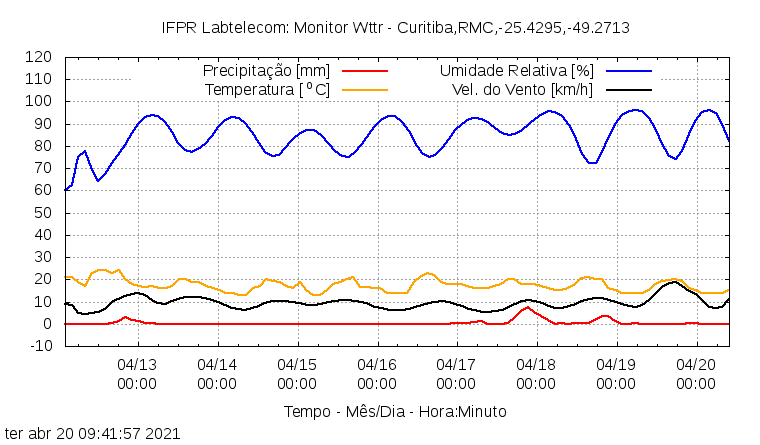 IFPR Labtelecom: Monitor Wttr - Curitiba,RMC,-25.4295,-49.2713
120
110
100
90
80
70
60
50
40
30
20
10
0
-10
Precipitação [mm]
Temperatura [⁰C]
Umidade Relativa [%]
Vel. do Vento [km/h]
04/13 04/14 04/15 04/16 04/17 04/18 04/19 04/20
00:00 00:00 00:00 00:00 00:00 00:00 00:00 00:00
Tempo - Mês/Dia - Hora:Minuto
ter abr 20 09:41:57 2021